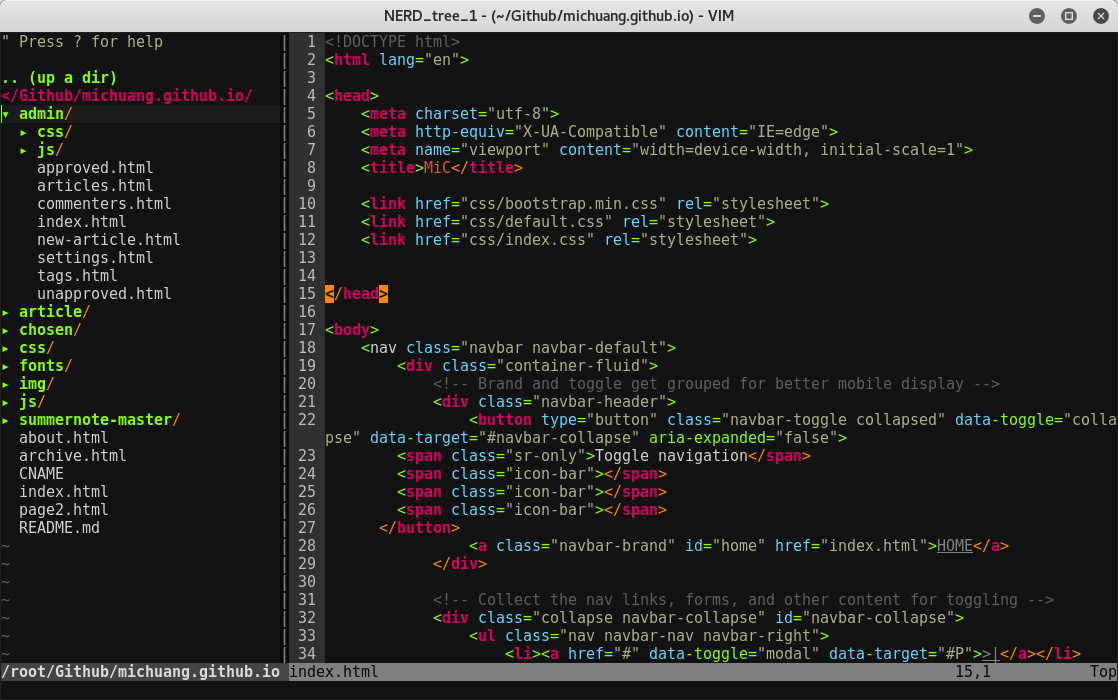 NERD_tree_1 - (~/Github/michuang.github.io) - VIM
" Press ? for help
.. (up a dir)
</Github/michuang.github.io/
▾ admin/
▸ css/
▸ js/
approved.html
articles.html
commenters.html
index.html
new-article.html
settings.html
tags.html
unapproved.html
▸ article/
▸ chosen/
▸ css/
▸ fonts/
▸ img/
▸ js/
▸ summernote-master/
about.html
archive.html
CNAME
index.html
page2.html
README.md
~
~
~
~
~
~
~
1 <!DOCTYPE html>
2 <html lang="en">
3
4 <head>
5 <meta charset="utf-8">
6 <meta http-equiv="X-UA-Compatible" content="IE=edge">
7 <meta name="viewport" content="width=device-width, initial-scale=1">
8 <title>MiC</title>
9
10 <link href="css/bootstrap.min.css" rel="stylesheet">
11 <link href="css/default.css" rel="stylesheet">
12 <link href="css/index.css" rel="stylesheet">
13
14
15 </head>
16
17 <body>
18 <nav class="navbar navbar-default">
19 <div class="container-fluid">
20 <!-- Brand and toggle get grouped for better mobile display -->
21 <div class="navbar-header">
22 <button type="button" class="navbar-toggle collapsed" data-toggle="colla
pse" data-target="#navbar-collapse" aria-expanded="false">
23 <span class="sr-only">Toggle navigation</span>
24 <span class="icon-bar"></span>
25 <span class="icon-bar"></span>
26 <span class="icon-bar"></span>
27 </button>
28 <a class="navbar-brand" id="home" href="index.html">HOME</a>
29 </div>
30
31 <!-- Collect the nav links, forms, and other content for toggling -->
32 <div class="collapse navbar-collapse" id="navbar-collapse">
33 <ul class="nav navbar-nav navbar-right">
34 <li><a href="#" data-toggle="modal" data-target="#P">>|</a></li>
/root/Github/michuang.github.io index.html 15,1 Top